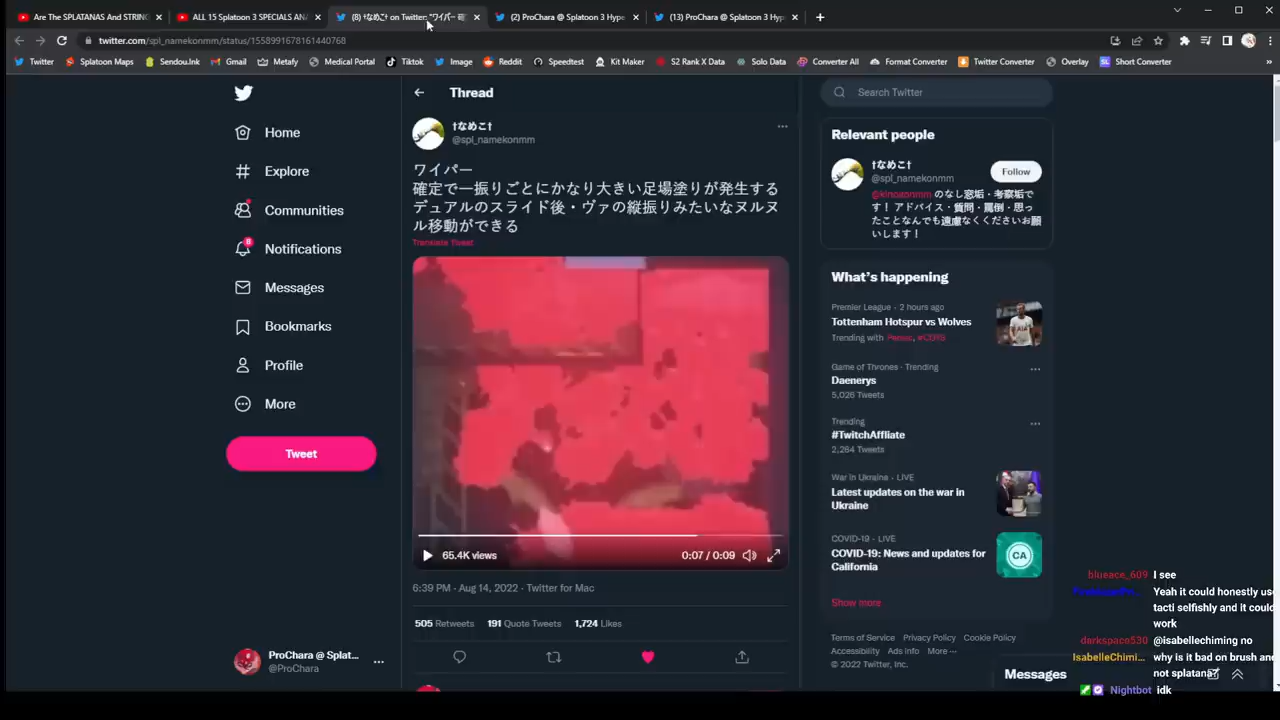 Are The SPLATANAS And STRING
ALL 15 Splatoon 3 SPECIALS AN
(8) †なめこ† on Twitter: "ワイパー 確
(2) ProChara @ Splatoon 3 Hype
(13) ProChara @ Splatoon 3 Hyp
twitter.com/spl_namekonmm/status/1558991678161440768
Twitter
Splatoon Maps
Sendou.Ink
Gmail
Metafy
Medical Portal
Tiktok
Image
Reddit
Speedtest
Kit Maker
S2 Rank X Data
Solo Data
Converter All
Format Converter
Twitter Converter
Overlay
Short Converter
Home
Explore
Communities
8
Notifications
Messages
Bookmarks
Profile
More
Tweet
ProChara @ Splat...
@ProChara
Thread
†なめこ†
@spl_namekonmm
ワイパー
確定で一振りごとにかなり大きい足場塗りが発生する
デュアルのスライド後・ヴァの縦振りみたいなヌルヌ
ル移動ができる
Translate Tweet
65.4K views
0:07 / 0:09
6:39 PM · Aug 14, 2022 · Twitter for Mac
505 Retweets
191 Quote Tweets
1,724 Likes
Search Twitter
Relevant people
†なめこ†
@spl_namekonmm
Follow
のなし窓垢・考察垢で
す！ アドバイス・質問・罵倒・思っ
たことなんでも遠慮なくくださいお願
いします！
What's happening
Premier League · 2 hours ago
Tottenham Hotspur vs Wolves
Trending with
Game of Thrones · Trending
Daenerys
5,026 Tweets
Trending
#TwitchAffliate
2,264 Tweets
War in Ukraine · LIVE
Latest updates on the war in
Ukraine
COVID-19 · LIVE
COVID-19: News and updates for
California
CA
Show more
Terms of Service Privacy Policy Cookie Policy
Accessibility Ads info More ···
© 2022 Twitter, Inc.
Messages
blueace_609 I see
Yeah it could honestly use
tacti selfishly and it could
work
darkspace530 @isabellechiming no
IsabelleChimi... why is it bad on brush and
not splatana?
Nightbot idk